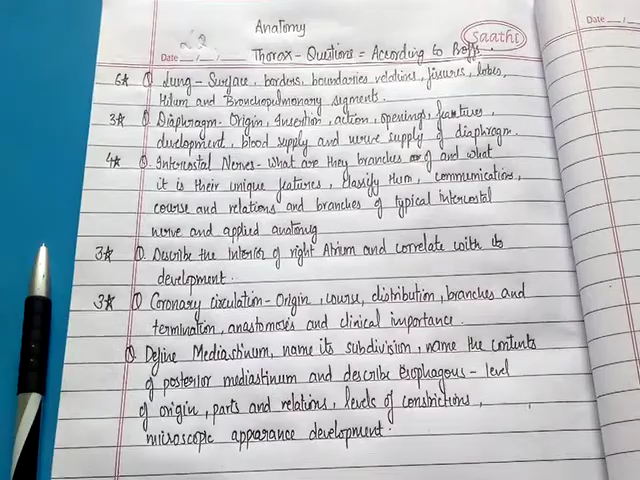 Anatomy
Saathi
Date __/__/__ Thorax - Questions = According to Proffs.
Date __/__/
6* Q Lung - Surface, borders, boundaries relations, fissures, lobes,
Hilum and Bronchopulmonary segments.
3* Q Diaphragm - Origin, Insertion, action, openings, features,
development, blood supply and nerve supply of diaphragm.
4* Q. Intercostal Nerves - What are they branches of and what
it is their unique features, classify them, communications,
course and relations and branches of typical intercostal
nerve and applied anatomy
3* Q. Describe the Interior of right Atrium and correlate with its
development.
3* Q Coronary circulation - Origin, course, distribution, branches and
termination, anastomoses and clinical importance.
Q. Define Mediastinum, name its subdivision, name the contents
of posterior mediastinum and describe Esophagous - level
of origin, parts and relations, levels of constrictions,
microscopic apparance development.